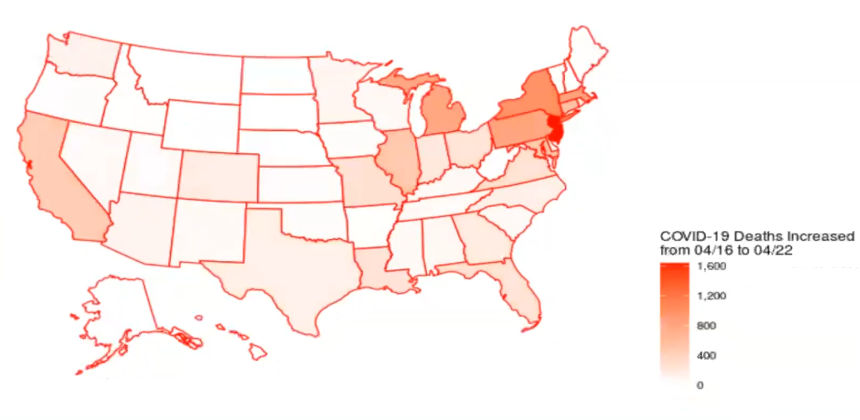 COVID-19 Deaths Increased
from 04/16 to 04/22
1,600
1,200
800
400
0